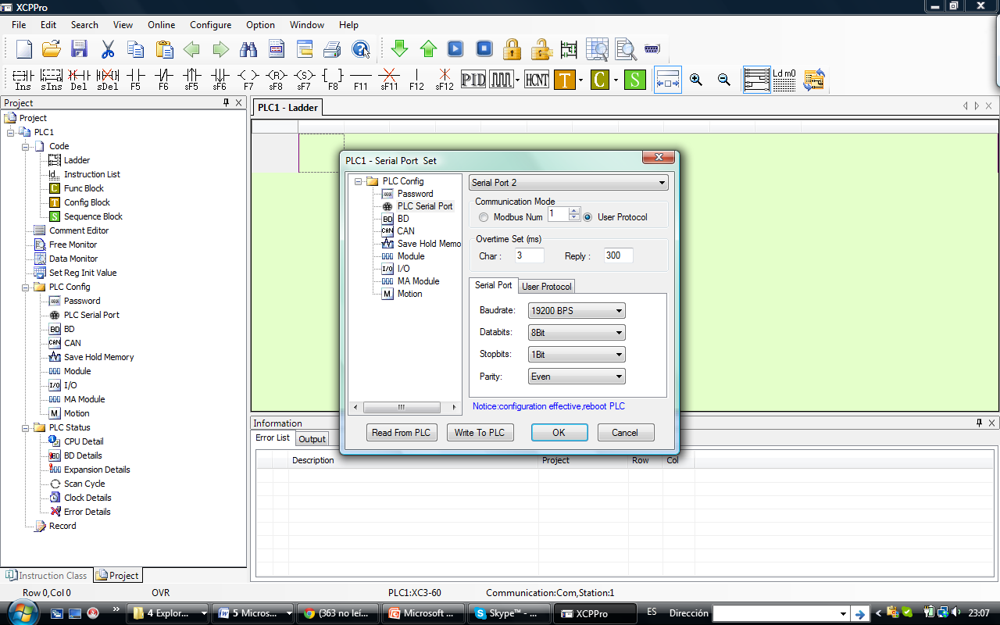 XCPPro
File Edit Search View Online Configure Option Window Help
Ins sIns Del sDel F5 F6 sF5 sF6 F7 F8 sF7 sF8 F11 sF11 F12 sF12 PID HCNT T C S Ld m0
Project
PLC1 - Ladder
Project
PLC1
Code
Ladder
Instruction List
Func Block
Config Block
Sequence Block
Comment Editor
Free Monitor
Data Monitor
Set Reg Init Value
PLC Config
Password
PLC Serial Port
BD
CAN
Save Hold Memory
Module
I/O
MA Module
Motion
PLC Status
CPU Detail
BD Details
Expansion Details
Scan Cycle
Clock Details
Error Details
Record
Instruction Class Project
PLC1 - Serial Port Set
PLC Config
Password
PLC Serial Port
BD
CAN
Save Hold Memo
Module
I/O
MA Module
Motion
Serial Port 2
Communication Mode
Modbus Num 1 User Protocol
Overtime Set (ms)
Char : 3 Reply : 300
Serial Port User Protocol
Baudrate: 19200 BPS
Databits: 8Bit
Stopbits: 1Bit
Parity: Even
Notice:configuration effective,reboot PLC
Read From PLC Write To PLC OK Cancel
Information
Error List Output
Description Project Row Col
Row 0,Col 0 OVR PLC1:XC3-60 Communication:Com,Station:1
4 Explor... 5 Micros... (363 no leí... Microsoft ... Skype™ - ... XCPPro ES Dirección 23:07